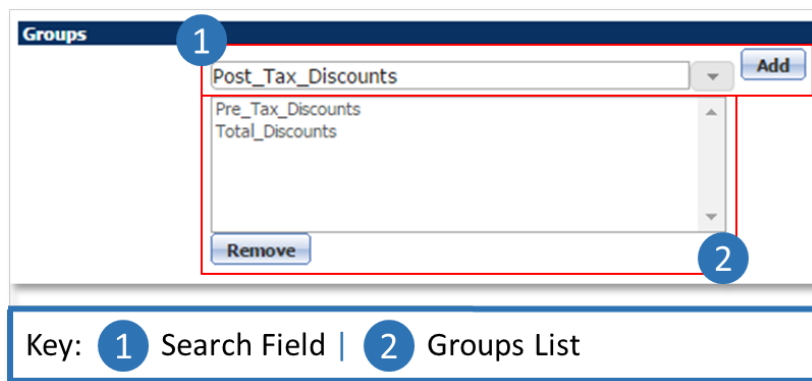 Groups
1
Post_Tax_Discounts
Add
Pre_Tax_Discounts
Total_Discounts
Remove
2
Key: 1 Search Field | 2 Groups List